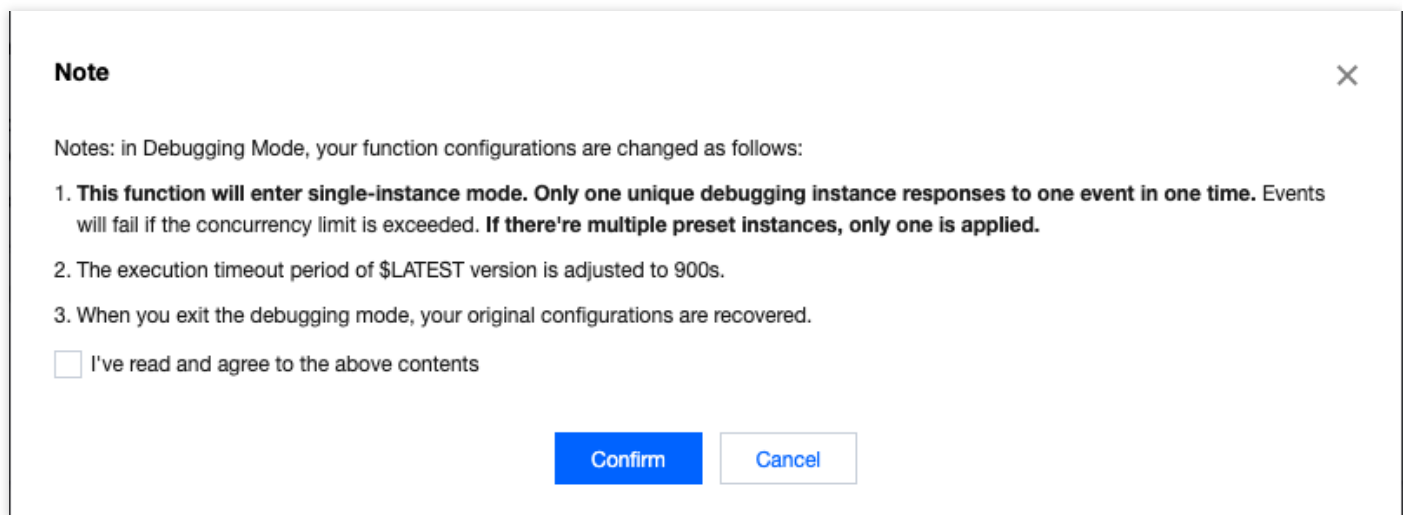 Note
Notes: in Debugging Mode, your function configurations are changed as follows:
1. This function will enter single-instance mode. Only one unique debugging instance responses to one event in one time. Events
will fail if the concurrency limit is exceeded. If there're multiple preset instances, only one is applied.
2. The execution timeout period of $LATEST version is adjusted to 900s.
3. When you exit the debugging mode, your original configurations are recovered.
I've read and agree to the above contents
Confirm
Cancel